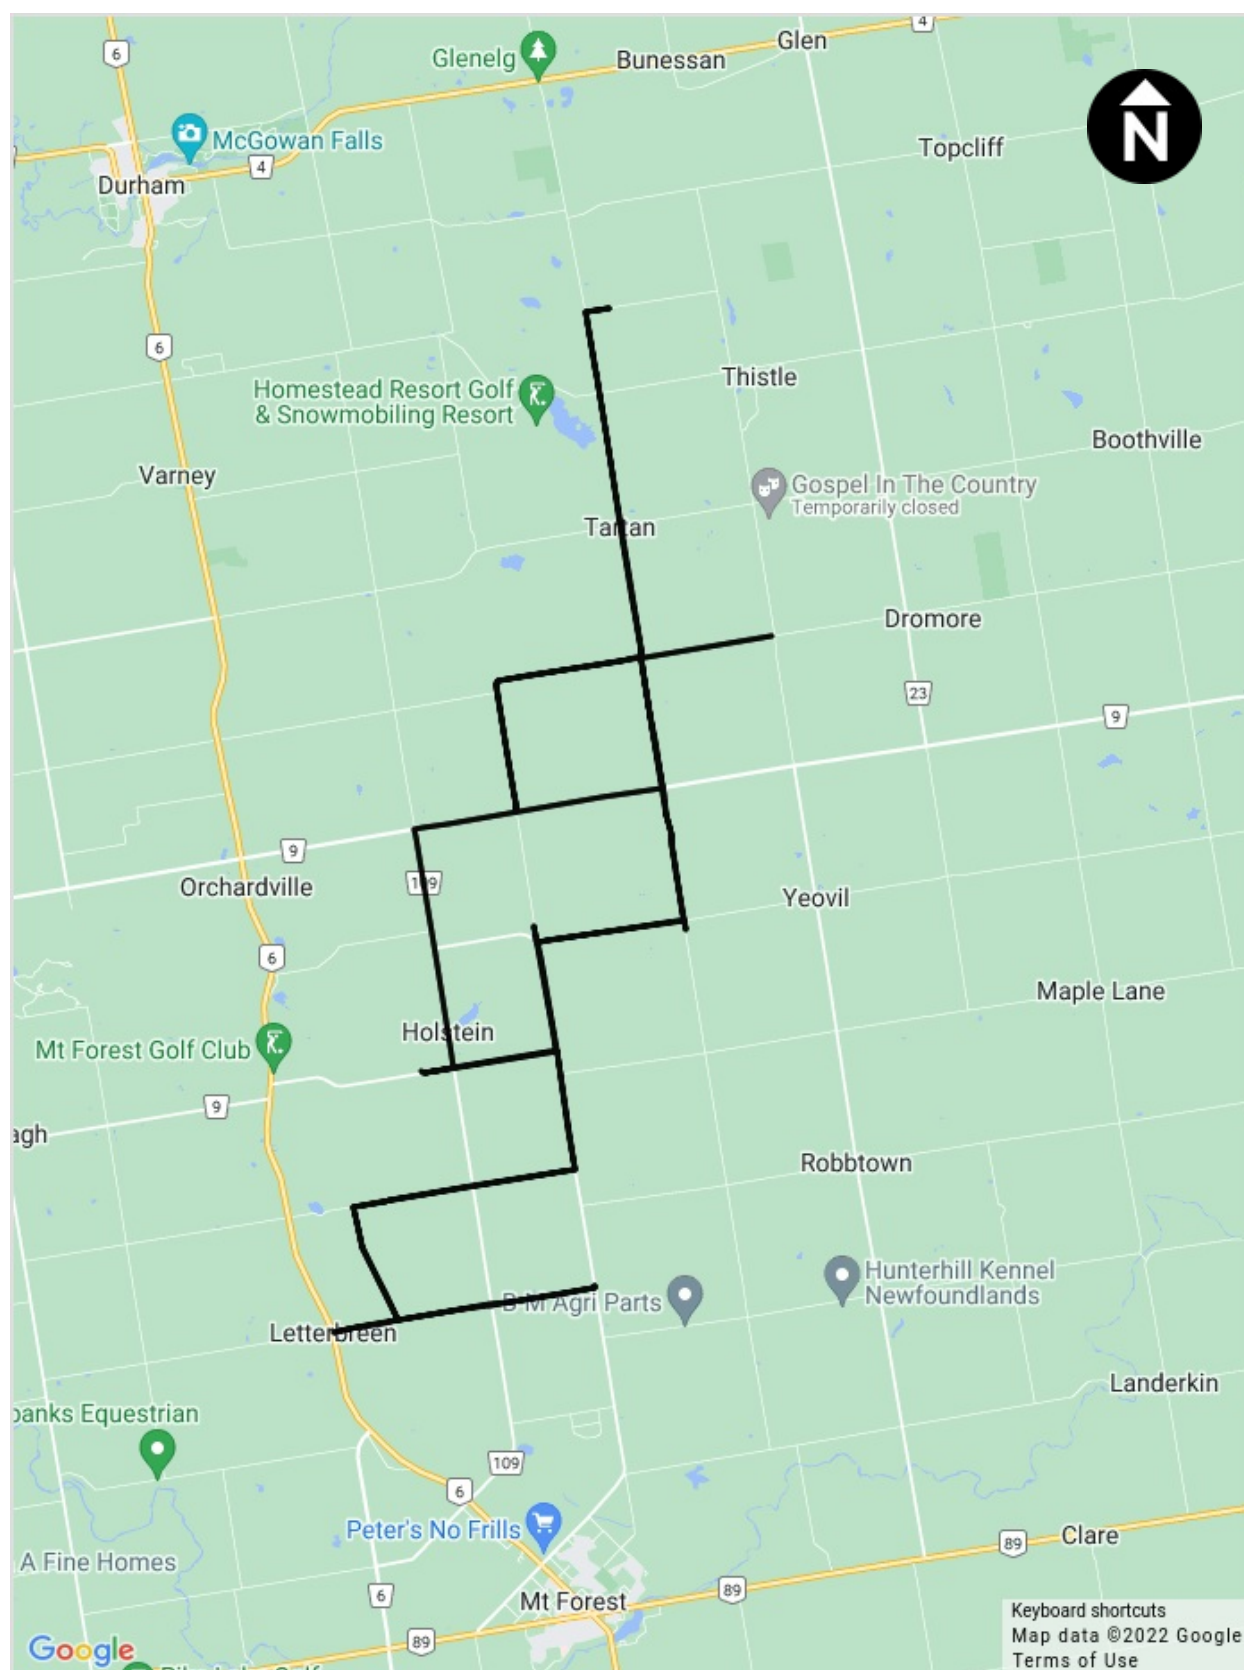 4
Glen
Bunessan
6
Glenelg
N
McGowan Falls
Topcliff
4
Durham
6
Thistle
Homestead Resort Golf
& Snowmobiling Resort
Boothville
Varney
Gospel In The Country
Temporarily closed
Tartan
Dromore
23
9
9
109
Orchardville
Yeovil
6
Maple Lane
Holstein
Mt Forest Golf Club
9
agh
Robbtown
Hunterhill Kennel
Newfoundlands
B M Agri Parts
Letterbreen
Landerkin
banks Equestrian
109
6
Peter's No Frills
Clare
89
A Fine Homes
89
6
Mt Forest
Keyboard shortcuts
Map data ©2022 Google
Terms of Use
89
Google